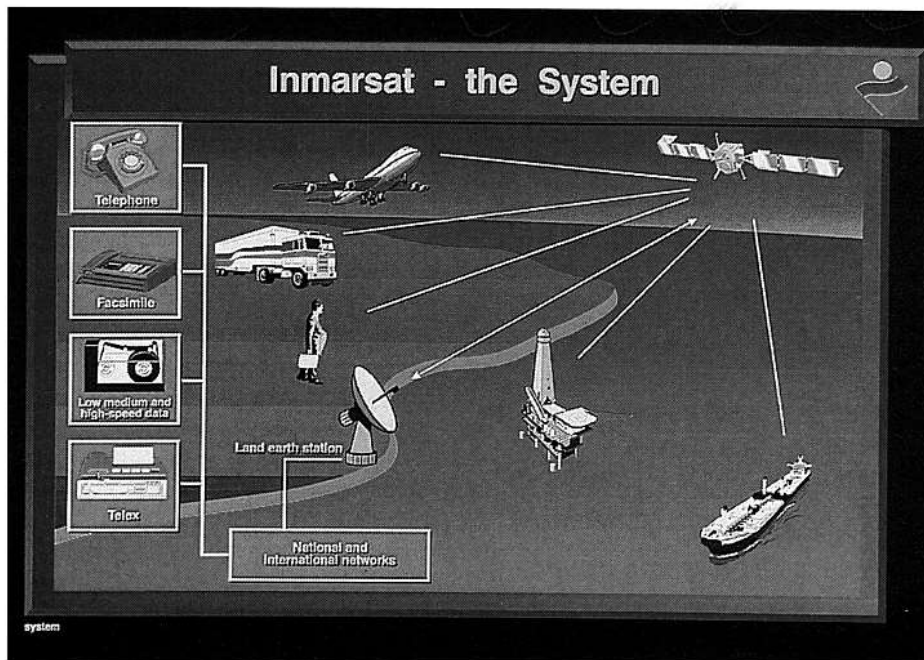 Inmarsat - the System
Telephone
Facsimile
Low medium and
high-speed data
Telex
Land earth station
National and
International networks
system